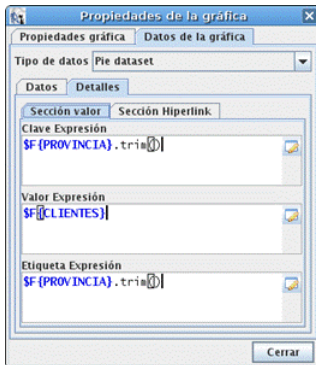 Propiedades de la gráfica
Propiedades gráfica Datos de la gráfica
Tipo de datos Pie dataset
Datos Detalles
Sección valor Sección Hiperlink
Clave Expresión
$F{PROVINCIA}.trim()
Valor Expresión
$F{CLIENTES}
Etiqueta Expresión
$F{PROVINCIA}.trim()
Cerrar